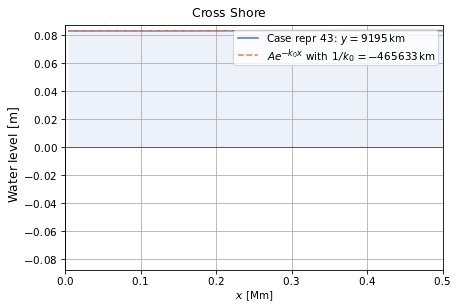 Cross Shore
Case repr 43: y = 9195 km
Ae^{-k_0 x} with 1/k_0 = −465633 km
Water level [m]
0.08
0.06
0.04
0.02
0.00
−0.02
−0.04
−0.06
−0.08
0.0 0.1 0.2 0.3 0.4 0.5
x [Mm]